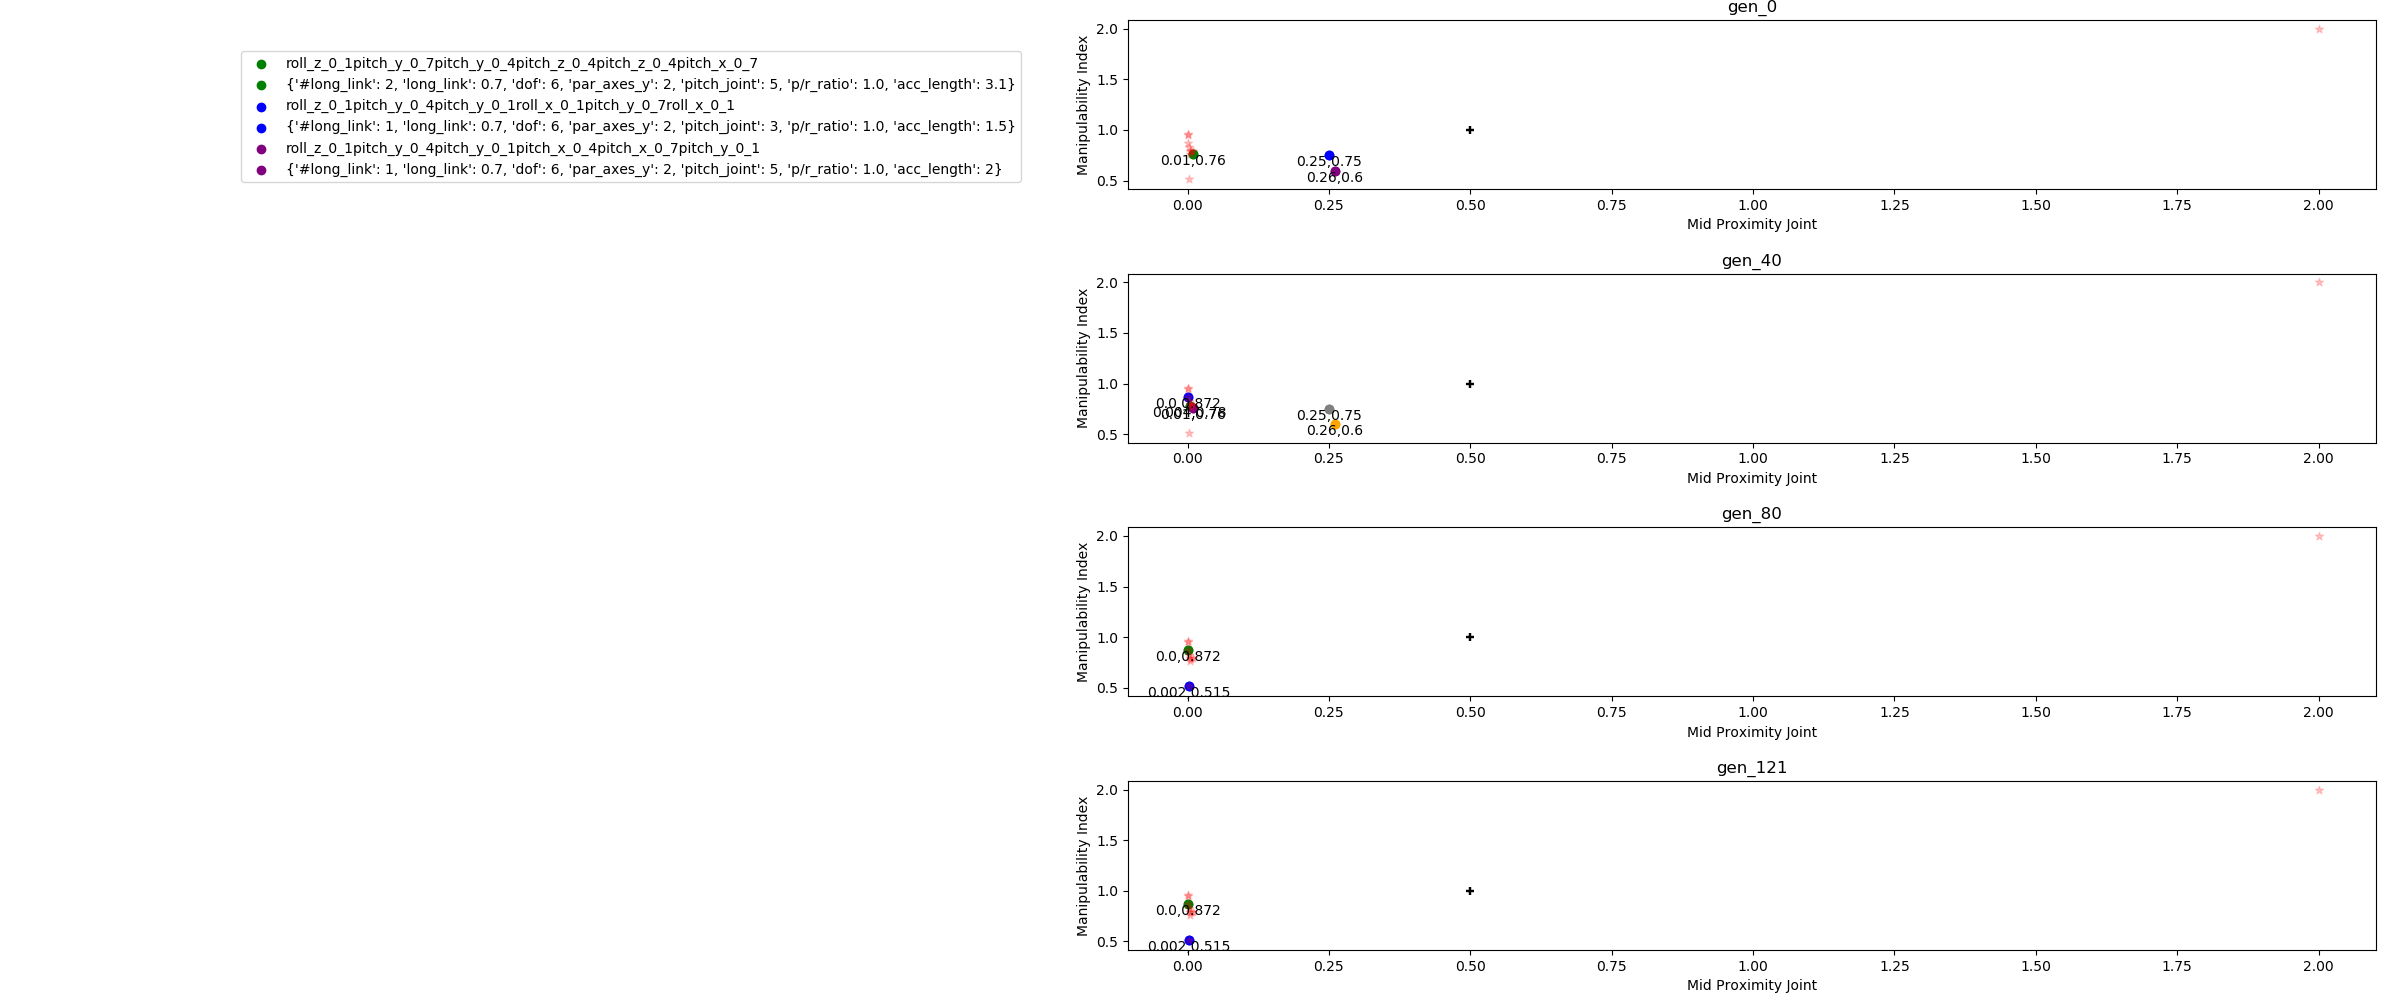 roll_z_0_1pitch_y_0_7pitch_y_0_4pitch_z_0_4pitch_z_0_4pitch_x_0_7
{'#long_link': 2, 'long_link': 0.7, 'dof': 6, 'par_axes_y': 2, 'pitch_joint': 5, 'p/r_ratio': 1.0, 'acc_length': 3.1}
roll_z_0_1pitch_y_0_4pitch_y_0_1roll_x_0_1pitch_y_0_7roll_x_0_1
{'#long_link': 1, 'long_link': 0.7, 'dof': 6, 'par_axes_y': 2, 'pitch_joint': 3, 'p/r_ratio': 1.0, 'acc_length': 1.5}
roll_z_0_1pitch_y_0_4pitch_y_0_1pitch_x_0_4pitch_x_0_7pitch_y_0_1
{'#long_link': 1, 'long_link': 0.7, 'dof': 6, 'par_axes_y': 2, 'pitch_joint': 5, 'p/r_ratio': 1.0, 'acc_length': 2}
gen_0
Manipulability Index
2.0
1.5
1.0
0.5
0.01,0.76
0.25,0.75
0.26,0.6
0.00 0.25 0.50 0.75 1.00 1.25 1.50 1.75 2.00
Mid Proximity Joint
gen_40
Manipulability Index
2.0
1.5
1.0
0.5
0.0,0.872
0.01,0.76
0.25,0.75
0.26,0.6
0.00 0.25 0.50 0.75 1.00 1.25 1.50 1.75 2.00
Mid Proximity Joint
gen_80
Manipulability Index
2.0
1.5
1.0
0.5
0.0,0.872
0.002,0.515
0.00 0.25 0.50 0.75 1.00 1.25 1.50 1.75 2.00
Mid Proximity Joint
gen_121
Manipulability Index
2.0
1.5
1.0
0.5
0.0,0.872
0.002,0.515
0.00 0.25 0.50 0.75 1.00 1.25 1.50 1.75 2.00
Mid Proximity Joint